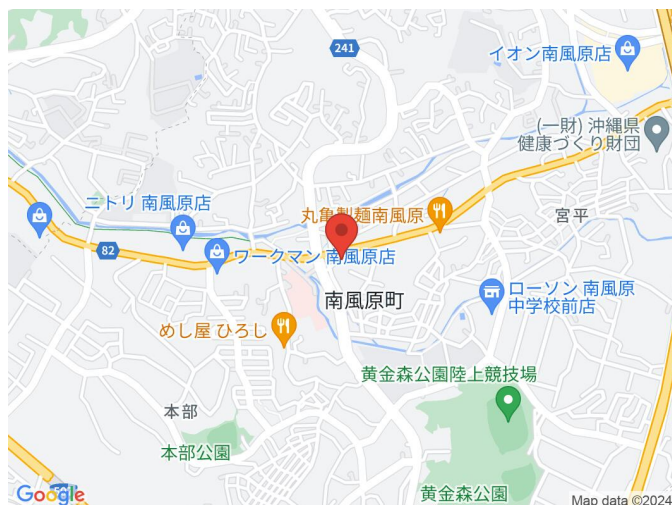 241
イオン南風原店
(一財) 沖縄県
健康づくり財団
ニトリ 南風原店
丸亀製麺南風原
宮平
82
ワークマン 南風原店
南風原町
ローソン 南風原
中学校前店
めし屋 ひろし
黄金森公園陸上競技場
本部
本部公園
黄金森公園
Google
Map data ©2024